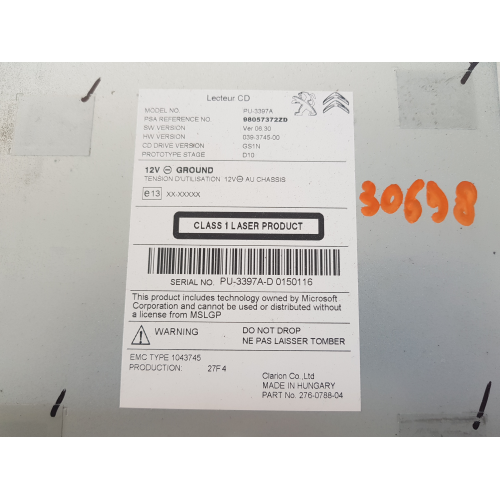 Lecteur CD
MODEL NO. PU-3397A
PSA REFERENCE NO. 98057372ZD
SW VERSION Ver 08.30
HW VERSION 039-3745-00
CD DRIVE VERSION GS1N
PROTOTYPE STAGE D10
12V ⊖ GROUND
TENSION D'UTILISATION 12V⊖ AU CHASSIS
e13 XX-XXXXX
30698
CLASS 1 LASER PRODUCT
SERIAL NO. PU-3397A-D 0150116
This product includes technology owned by Microsoft
Corporation and cannot be used or distributed without
a license from MSLGP
WARNING DO NOT DROP
NE PAS LAISSER TOMBER
EMC TYPE 1043745
PRODUCTION: 27F4
Clarion Co.,Ltd
MADE IN HUNGARY
PART No. 276-0788-04